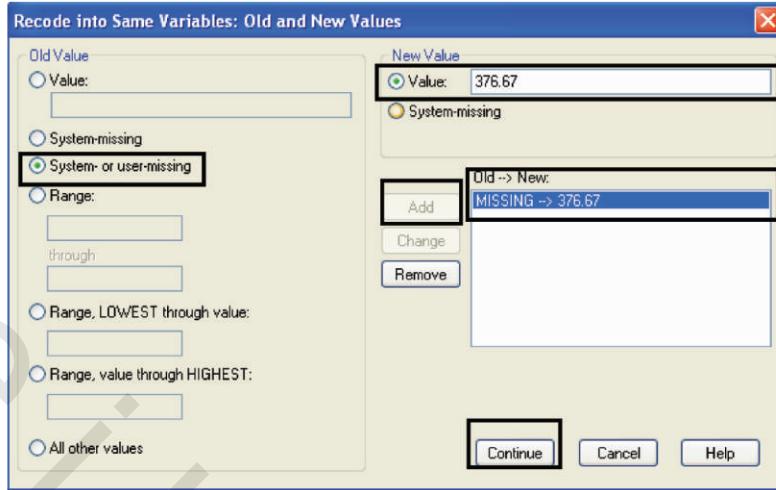 Recode into Same Variables: Old and New Values
Old Value
Value:
System-missing
System- or user-missing
Range:
through
Range, LOWEST through value:
Range, value through HIGHEST:
All other values
New Value
Value: 376.67
System-missing
Old --> New:
MISSING --> 376.67
Add
Change
Remove
Continue
Cancel
Help